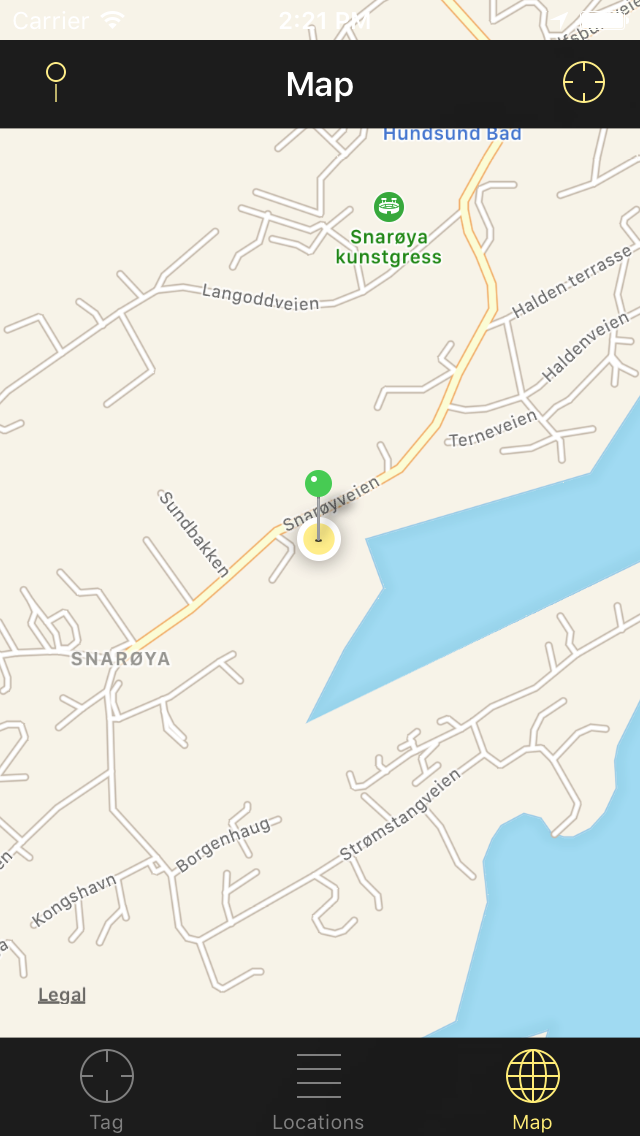 Carrier 2:21 PM
Map
Hundsund Bad
Snarøya
kunstgress
Langoddveien
Halden terrasse
Haldenveien
Terneveien
Snarøyveien
Sundbakken
SNARØYA
Strømstangveien
Borgenhaug
Kongshavn
Legal
Tag Locations Map